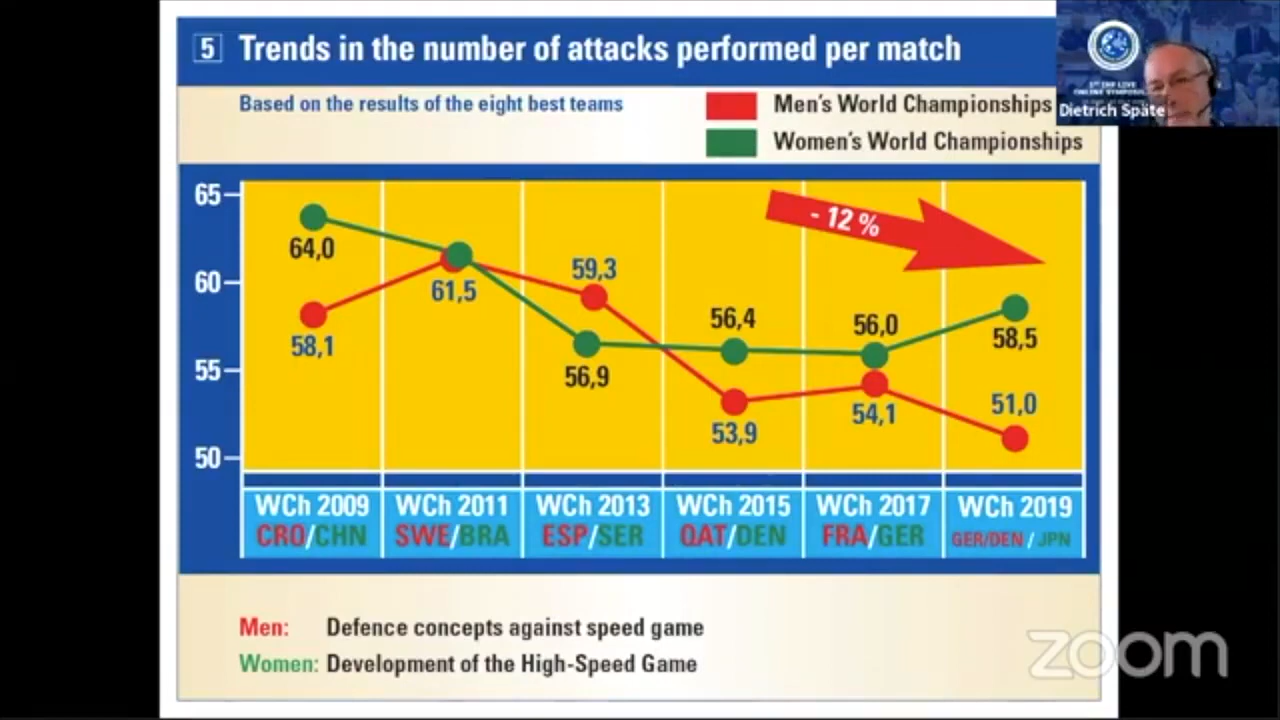 5 Trends in the number of attacks performed per match
Based on the results of the eight best teams
Men's World Championships
Women's World Championships
Dietrich Späte
- 12 %
65
60
55
50
64,0
58,1
61,5
59,3
56,9
56,4
53,9
56,0
54,1
58,5
51,0
WCh 2009 WCh 2011 WCh 2013 WCh 2015 WCh 2017 WCh 2019
CRO/CHN SWE/BRA ESP/SER QAT/DEN FRA/GER GER/DEN / JPN
Men: Defence concepts against speed game
Women: Development of the High-Speed Game
zoom